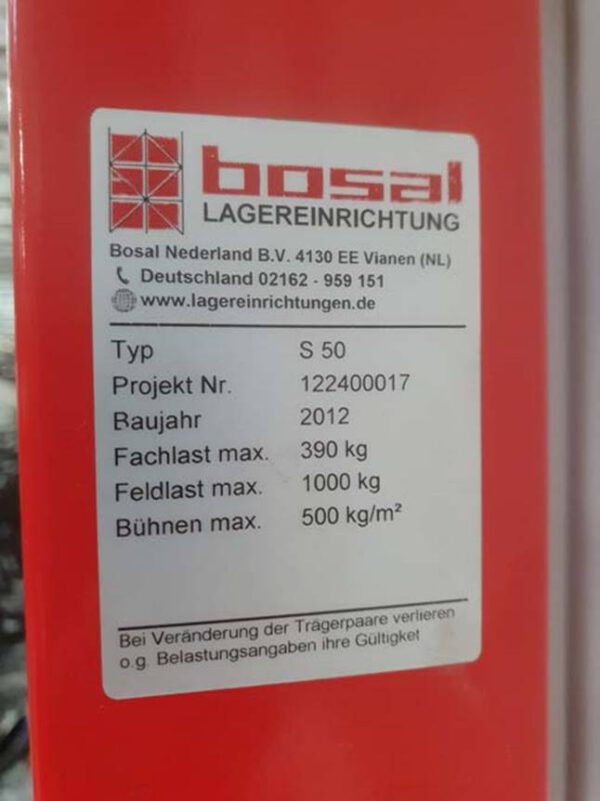 bosal
LAGEREINRICHTUNG
Bosal Nederland B.V. 4130 EE Vianen (NL)
Deutschland 02162 - 959 151
www.lagereinrichtungen.de
Typ S 50
Projekt Nr. 122400017
Baujahr 2012
Fachlast max. 390 kg
Feldlast max. 1000 kg
Bühnen max. 500 kg/m²
Bei Veränderung der Trägerpaare verlieren
o.g. Belastungsangaben ihre Gültigket